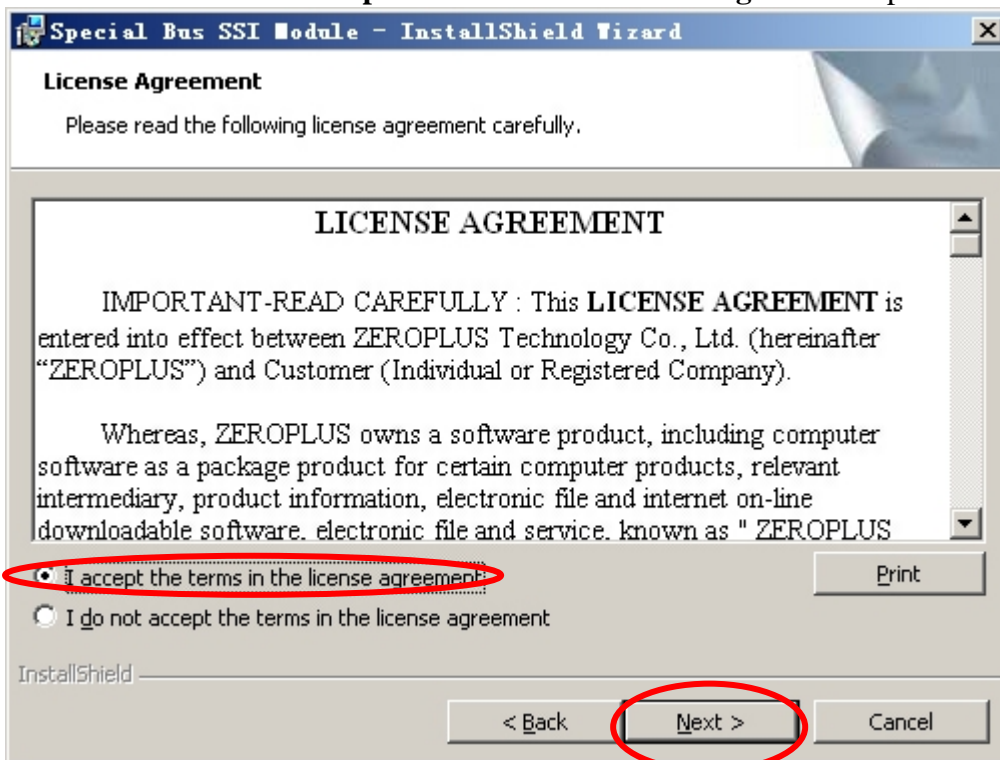 Special Bus SSI Module - InstallShield Wizard
License Agreement
Please read the following license agreement carefully.
LICENSE AGREEMENT
IMPORTANT-READ CAREFULLY : This LICENSE AGREEMENT is
entered into effect between ZEROPLUS Technology Co., Ltd. (hereinafter
“ZEROPLUS”) and Customer (Individual or Registered Company).
Whereas, ZEROPLUS owns a software product, including computer
software as a package product for certain computer products, relevant
intermediary, product information, electronic file and internet on-line
downloadable software, electronic file and service, known as " ZEROPLUS
I accept the terms in the license agreement
Print
I do not accept the terms in the license agreement
InstallShield
< Back
Next >
Cancel